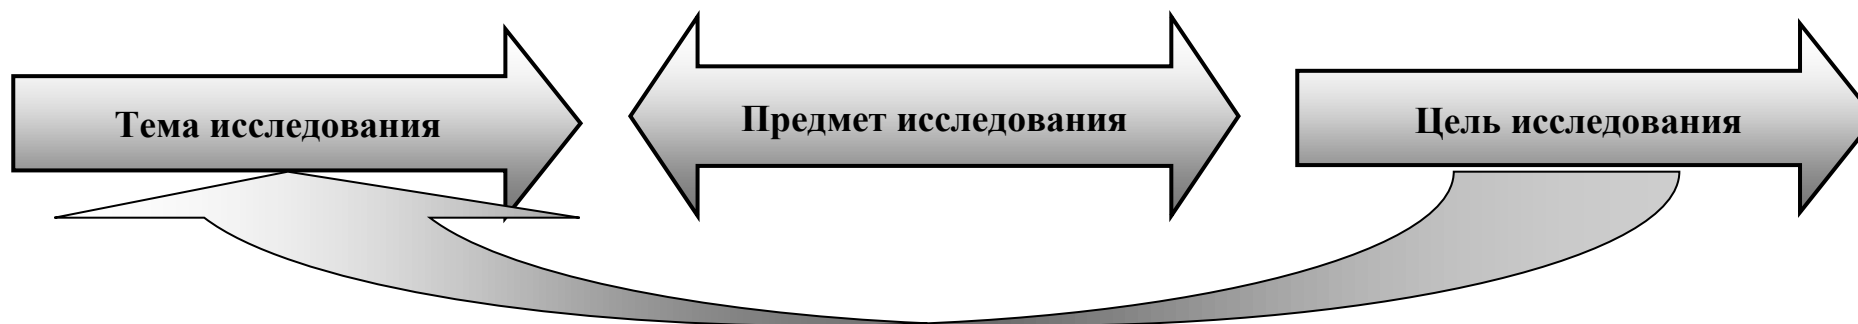 Тема исследования
Предмет исследования
Цель исследования